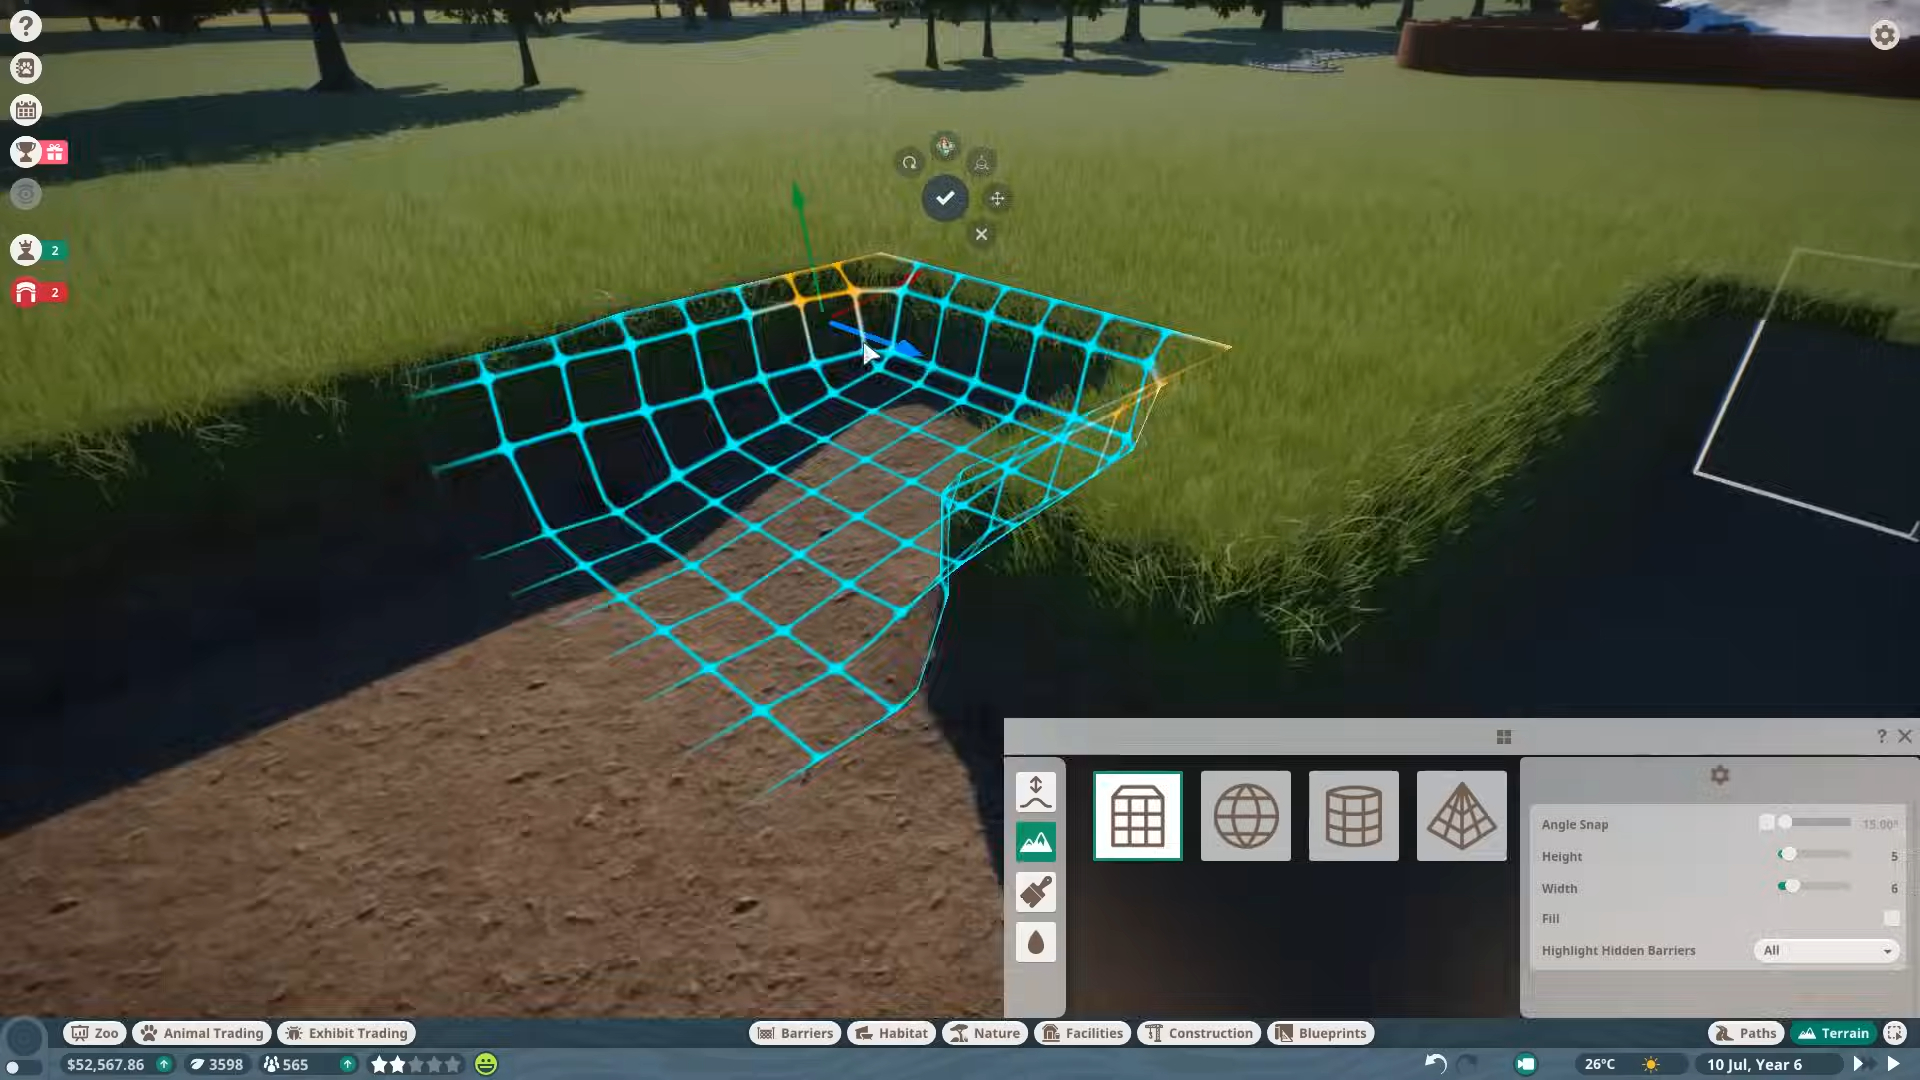 ?
2
2
?
Angle Snap 15.00°
Height 5
Width 6
Fill
Highlight Hidden Barriers All
Zoo Animal Trading Exhibit Trading Barriers Habitat Nature Facilities Construction Blueprints Paths Terrain
$52,567.86 3598 565 26°C 10 Jul, Year 6